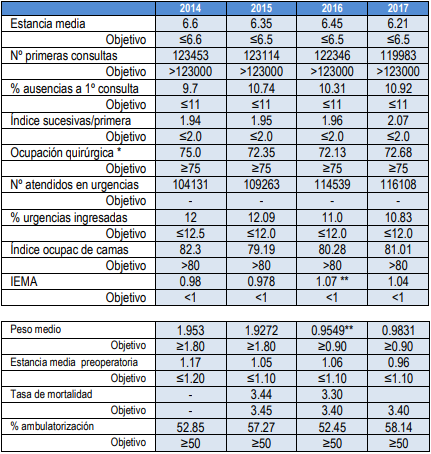 2014 2015 2016 2017
Estancia media 6.6 6.35 6.45 6.21
Objetivo ≤6.6 ≤6.5 ≤6.5 ≤6.5
Nº primeras consultas 123453 123114 122346 119983
Objetivo >123000 >123000 >123000 >123000
% ausencias a 1º consulta 9.7 10.74 10.31 10.92
Objetivo ≤11 ≤11 ≤11 ≤11
Índice sucesivas/primera 1.94 1.95 1.96 2.07
Objetivo ≤2.0 ≤2.0 ≤2.0 ≤2.0
Ocupación quirúrgica * 75.0 72.35 72.13 72.68
Objetivo ≥75 ≥75 ≥75 ≥75
Nº atendidos en urgencias 104131 109263 114539 116108
Objetivo - - - -
% urgencias ingresadas 12 12.09 11.0 10.83
Objetivo ≤12.5 ≤12.0 ≤12.0 ≤12.0
Índice ocupac de camas 82.3 79.19 80.28 81.01
Objetivo >80 >80 >80 >80
IEMA 0.98 0.978 1.07 ** 1.04
Objetivo <1 <1 <1 <1
Peso medio 1.953 1.9272 0.9549** 0.9831
Objetivo ≥1.80 ≥1.80 ≥0.90 ≥0.90
Estancia media preoperatoria 1.17 1.05 1.06 0.96
Objetivo ≤1.20 ≤1.10 ≤1.10 ≤1.10
Tasa de mortalidad - 3.44 3.30
Objetivo - 3.45 3.40 3.40
% ambulatorización 52.85 57.27 52.45 58.14
Objetivo ≥50 ≥50 ≥50 ≥50